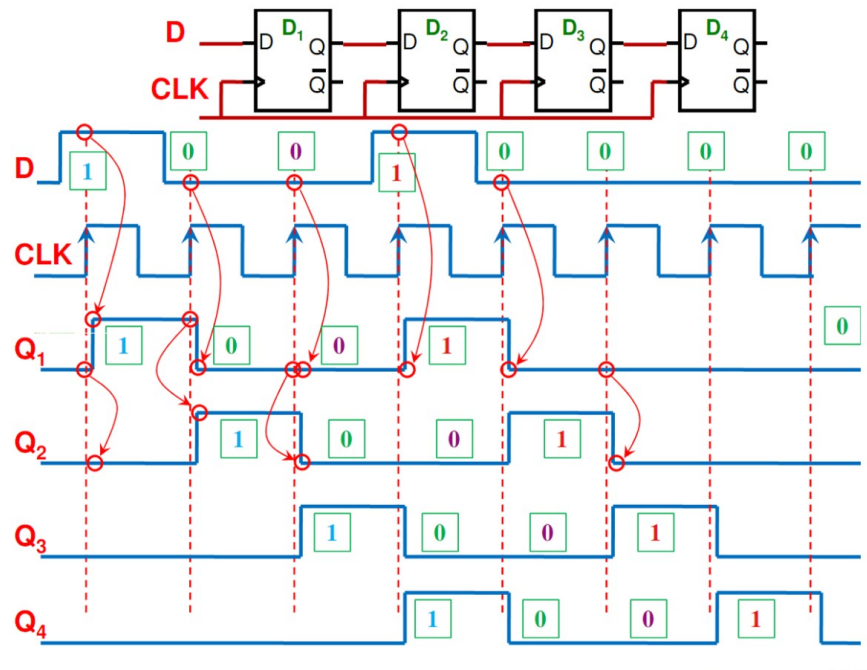 D
CLK
D D₁ Q
Q̅
D₂ Q
Q̅
D₃ Q
Q̅
D D₄ Q
Q̅
D 1 0 0 1 0 0 0 0
CLK
Q₁ 1 0 0 1 0
Q₂ 1 0 0 1
Q₃ 1 0 0 1
Q₄ 1 0 0 1